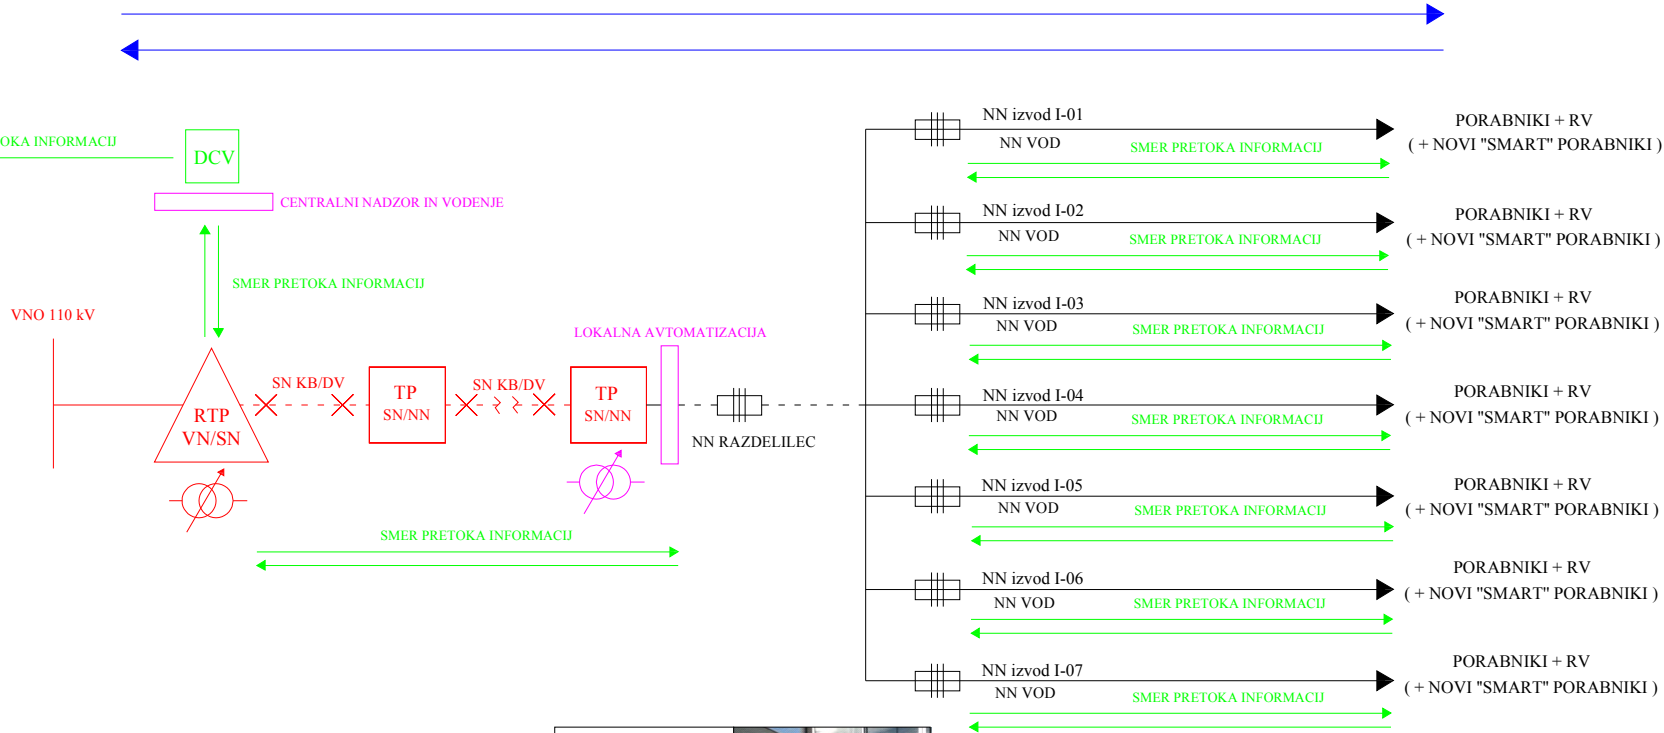 OKA INFORMACIJ
DCV
CENTRALNI NADZOR IN VODENJE
SMER PRETOKA INFORMACIJ
VNO 110 kV
RTP
VN/SN
SN KB/DV
TP
SN/NN
SN KB/DV
TP
SN/NN
LOKALNA AVTOMATIZACIJA
NN RAZDELILEC
SMER PRETOKA INFORMACIJ
NN izvod I-01
NN VOD
SMER PRETOKA INFORMACIJ
PORABNIKI + RV
( + NOVI "SMART" PORABNIKI )
NN izvod I-02
NN VOD
SMER PRETOKA INFORMACIJ
PORABNIKI + RV
( + NOVI "SMART" PORABNIKI )
NN izvod I-03
NN VOD
SMER PRETOKA INFORMACIJ
PORABNIKI + RV
( + NOVI "SMART" PORABNIKI )
NN izvod I-04
NN VOD
SMER PRETOKA INFORMACIJ
PORABNIKI + RV
( + NOVI "SMART" PORABNIKI )
NN izvod I-05
NN VOD
SMER PRETOKA INFORMACIJ
PORABNIKI + RV
( + NOVI "SMART" PORABNIKI )
NN izvod I-06
NN VOD
SMER PRETOKA INFORMACIJ
PORABNIKI + RV
( + NOVI "SMART" PORABNIKI )
NN izvod I-07
NN VOD
SMER PRETOKA INFORMACIJ
PORABNIKI + RV
( + NOVI "SMART" PORABNIKI )